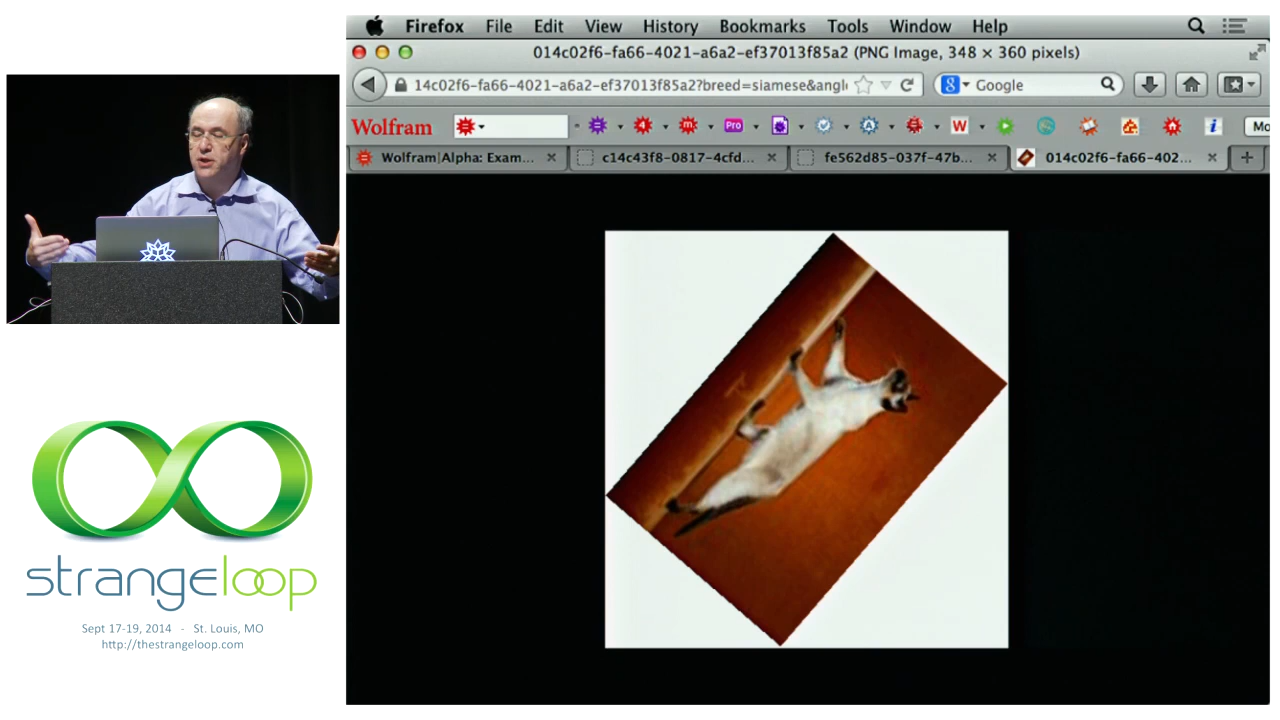 Firefox File Edit View History Bookmarks Tools Window Help
014c02f6-fa66-4021-a6a2-ef37013f85a2 (PNG Image, 348 × 360 pixels)
14c02f6-fa66-4021-a6a2-ef37013f85a2?breed=siamese&angl
Google
Wolfram
Pro
W
Mo
Wolfram|Alpha: Exam...
c14c43f8-0817-4cfd...
fe562d85-037f-47b...
014c02f6-fa66-402...
strangeloop
Sept 17-19, 2014 - St. Louis, MO
http://thestrangeloop.com